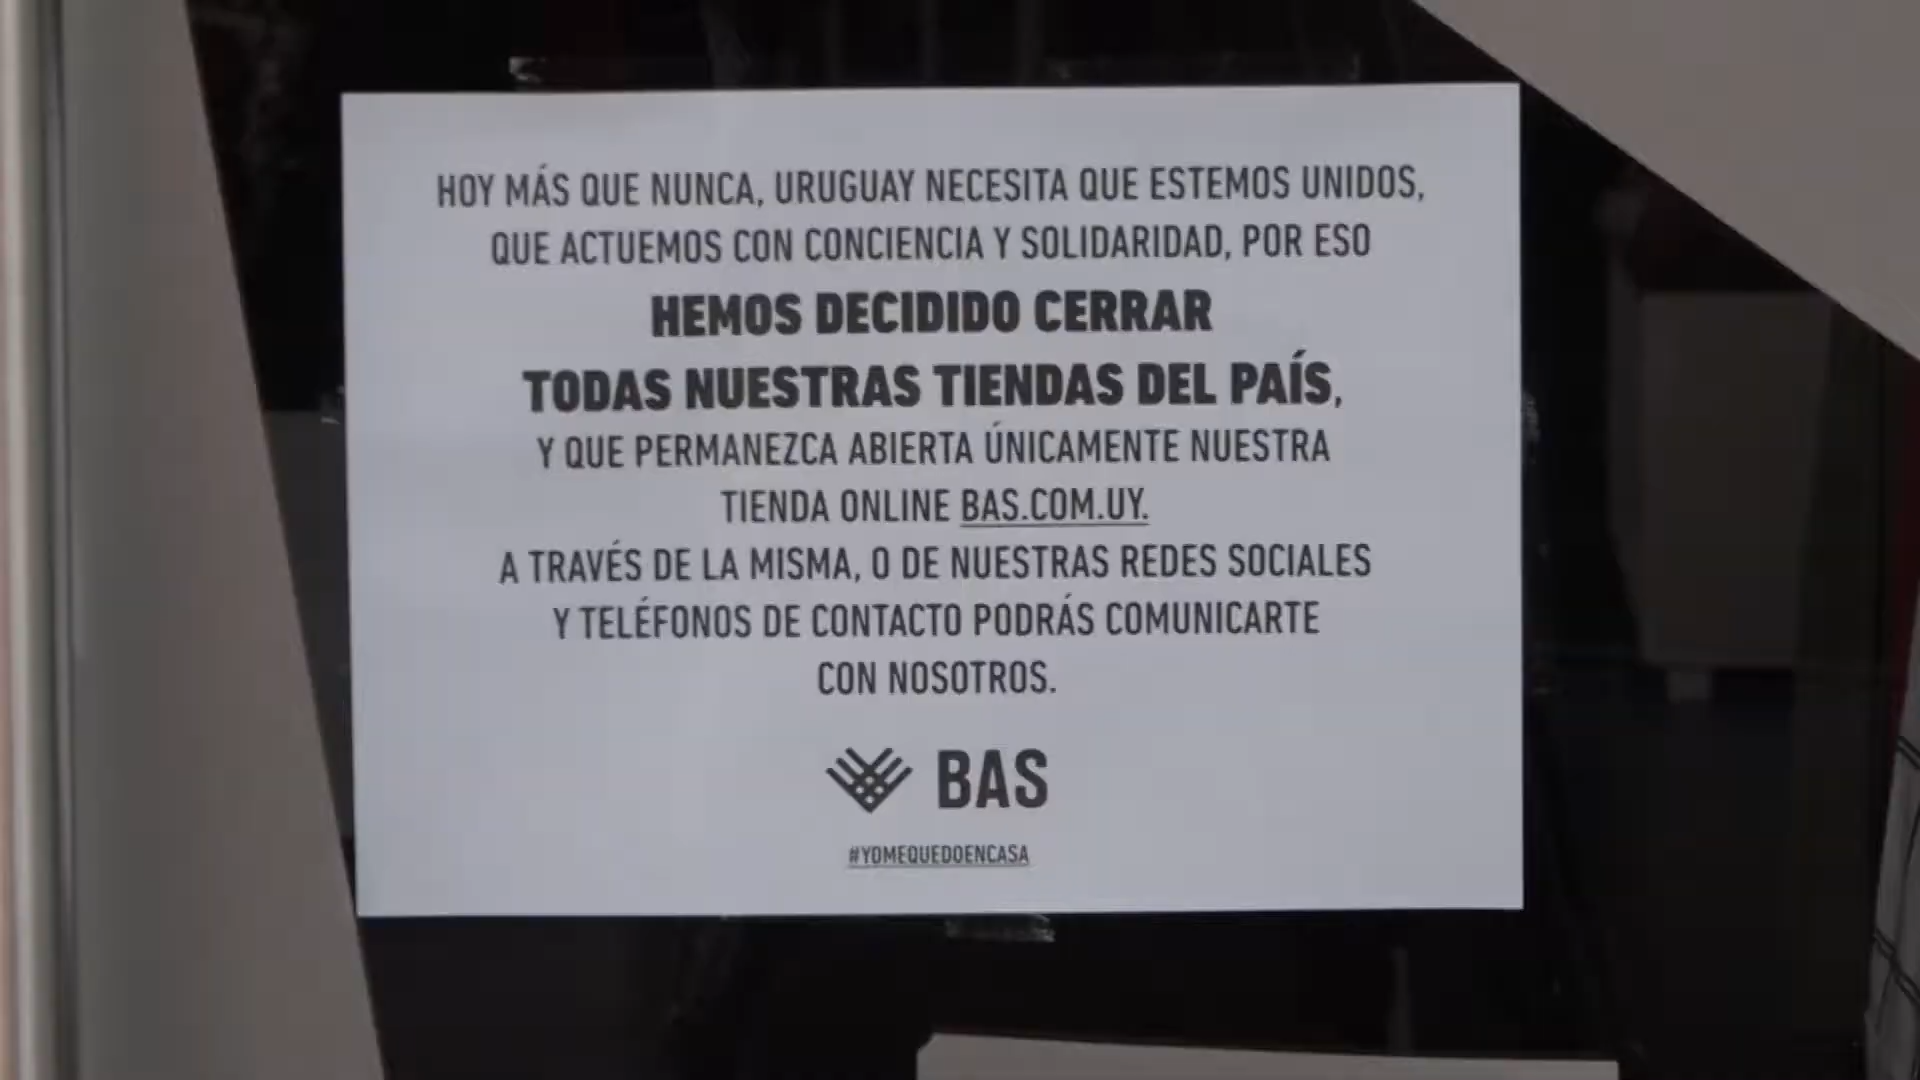 HOY MÁS QUE NUNCA, URUGUAY NECESITA QUE ESTEMOS UNIDOS,
QUE ACTUEMOS CON CONCIENCIA Y SOLIDARIDAD, POR ESO
HEMOS DECIDIDO CERRAR
TODAS NUESTRAS TIENDAS DEL PAÍS,
Y QUE PERMANEZCA ABIERTA ÚNICAMENTE NUESTRA
TIENDA ONLINE BAS.COM.UY.
A TRAVÉS DE LA MISMA, O DE NUESTRAS REDES SOCIALES
Y TELÉFONOS DE CONTACTO PODRÁS COMUNICARTE
CON NOSOTROS.
BAS
#YOMEQUEDOENCASA